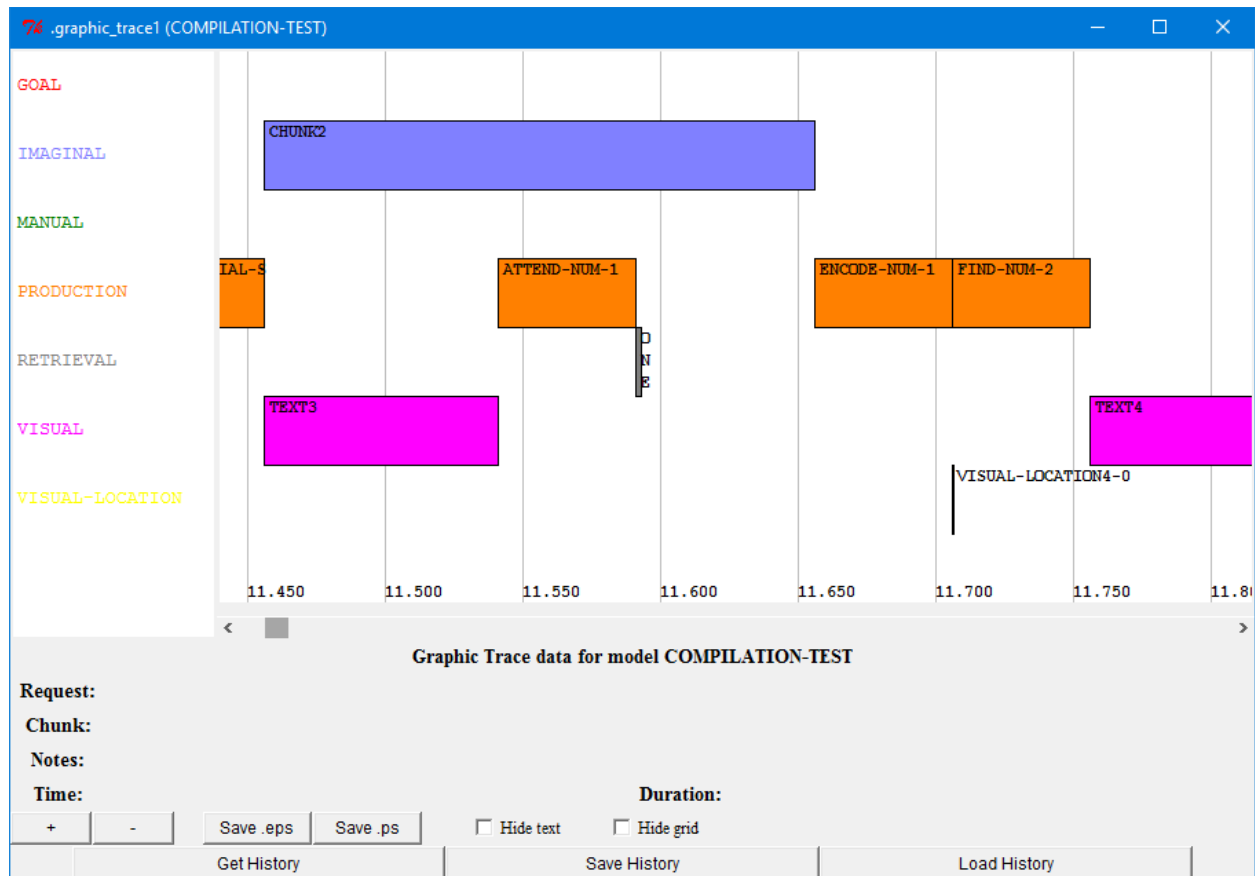 .graphic_trace1 (COMPILATION-TEST)
GOAL
CHUNK2
IMAGINAL
MANUAL
IAL-S ATTEND-NUM-1 ENCODE-NUM-1 FIND-NUM-2
PRODUCTION
ONE
RETRIEVAL
TEXT3 TEXT4
VISUAL
VISUAL-LOCATION4-0
VISUAL-LOCATION
11.450 11.500 11.550 11.600 11.650 11.700 11.750 11.8
Graphic Trace data for model COMPILATION-TEST
Request:
Chunk:
Notes:
Time: Duration:
+ - Save .eps Save .ps Hide text Hide grid
Get History Save History Load History